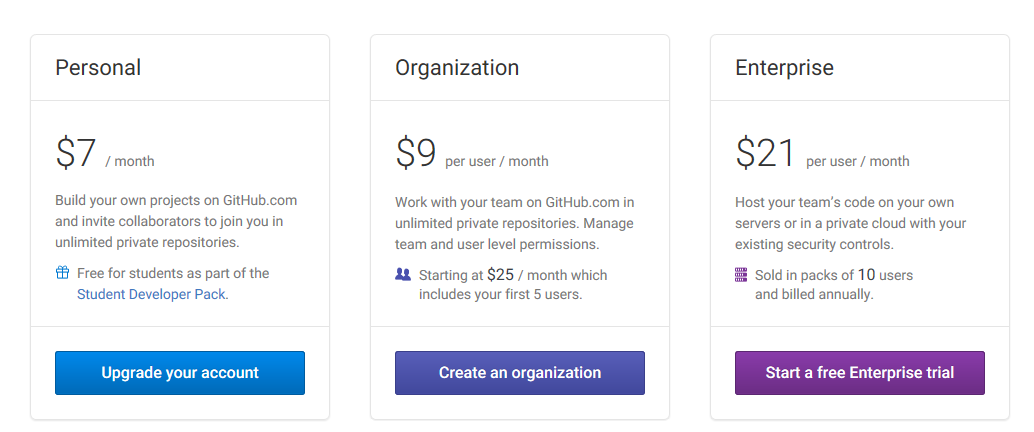 Personal
$7 / month
Build your own projects on GitHub.com
and invite collaborators to join you in
unlimited private repositories.
Free for students as part of the
Student Developer Pack.
Upgrade your account
Organization
$9 per user / month
Work with your team on GitHub.com in
unlimited private repositories. Manage
team and user level permissions.
Starting at $25 / month which
includes your first 5 users.
Create an organization
Enterprise
$21 per user / month
Host your team’s code on your own
servers or in a private cloud with your
existing security controls.
Sold in packs of 10 users
and billed annually.
Start a free Enterprise trial